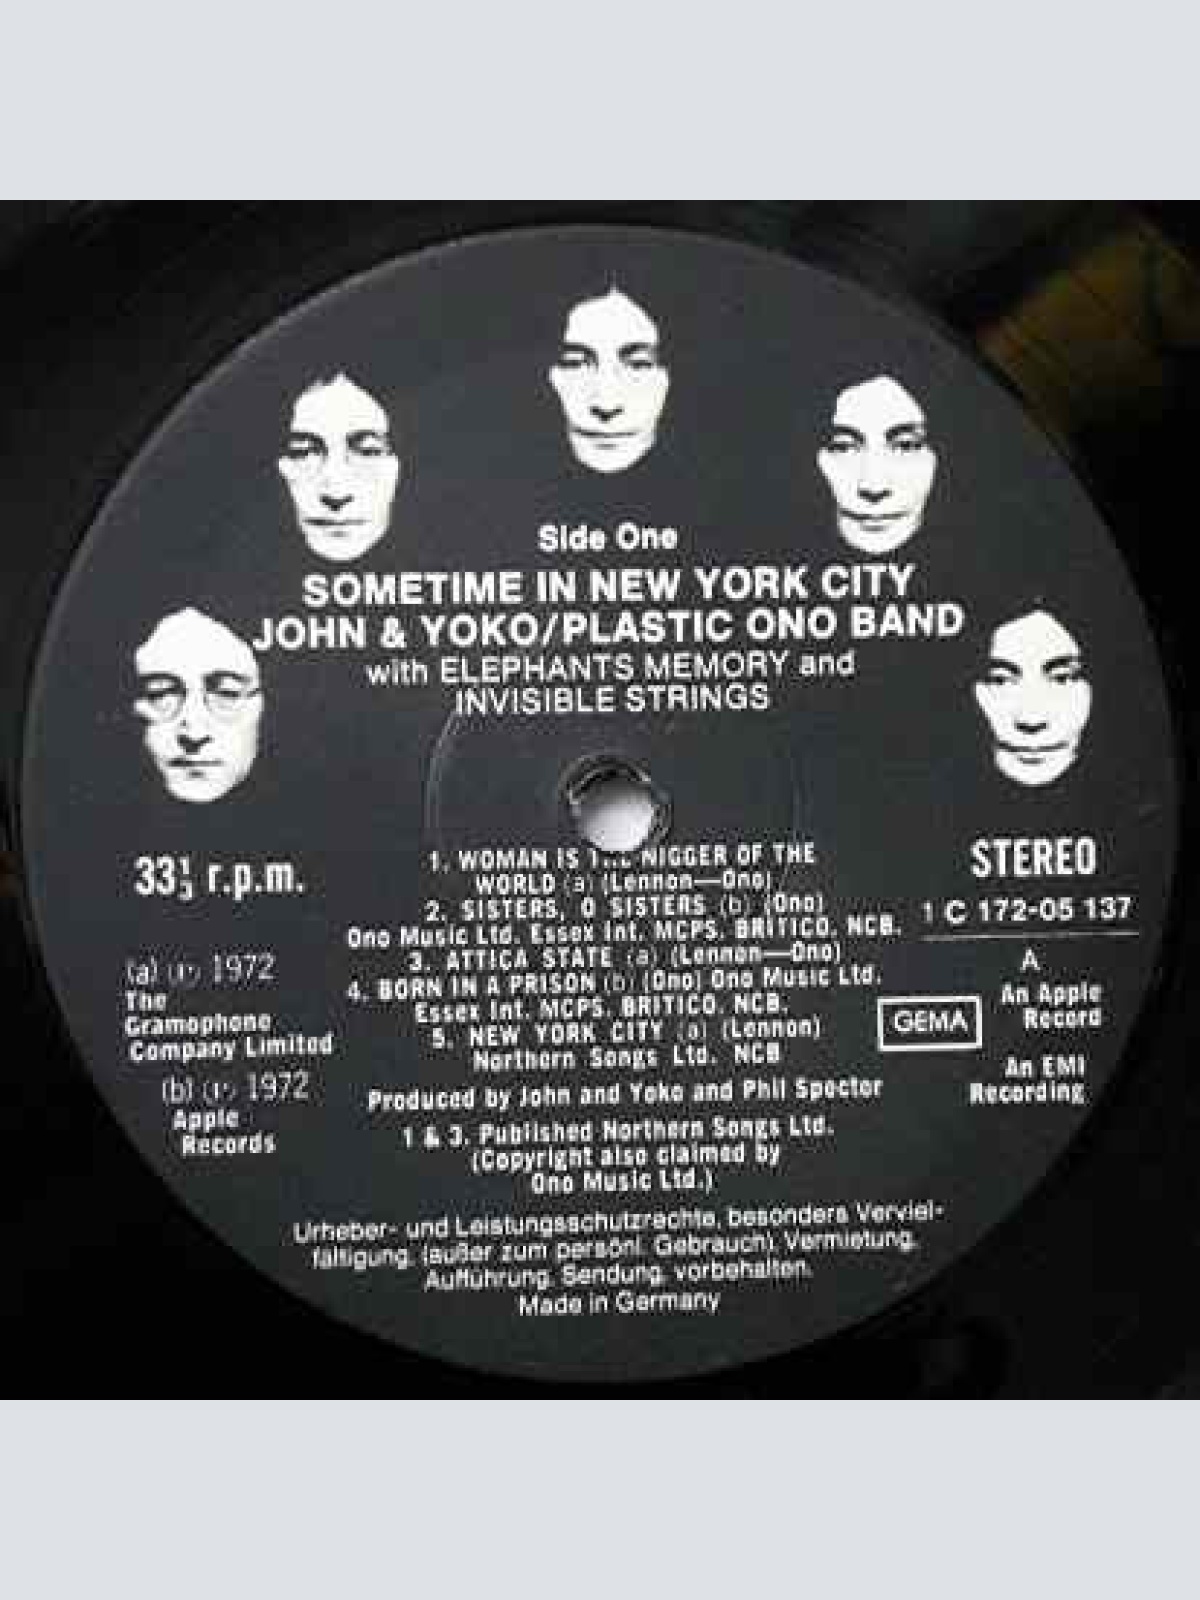 Side One
SOMETIME IN NEW YORK CITY
JOHN & YOKO/PLASTIC ONO BAND
with ELEPHANTS MEMORY and
INVISIBLE STRINGS
33⅓ r.p.m.
STEREO
1 C 172-05 137
A
An Apple
Record
GEMA
An EMI
Recording
(a) ℗ 1972
The
Gramophone
Company Limited
(b) ℗ 1972
Apple
Records
1. WOMAN IS NIGGER OF THE
WORLD (a) (Lennon—Ono)
2. SISTERS, O SISTERS (b) (Ono)
Ono Music Ltd. Essex Int. MCPS. BRITICO. NCB.
3. ATTICA STATE (a) (Lennon—Ono)
4. BORN IN A PRISON (b) (Ono) Ono Music Ltd.
Essex Int. MCPS. BRITICO. NCB.
5. NEW YORK CITY (a) (Lennon)
Northern Songs Ltd. NCB
Produced by John and Yoko and Phil Spector
1 & 3. Published Northern Songs Ltd.
(Copyright also claimed by
Ono Music Ltd.)
Urheber- und Leistungsschutzrechte, besonders Verviel-
fältigung, (außer zum persönl. Gebrauch), Vermietung,
Aufführung, Sendung, vorbehalten.
Made in Germany